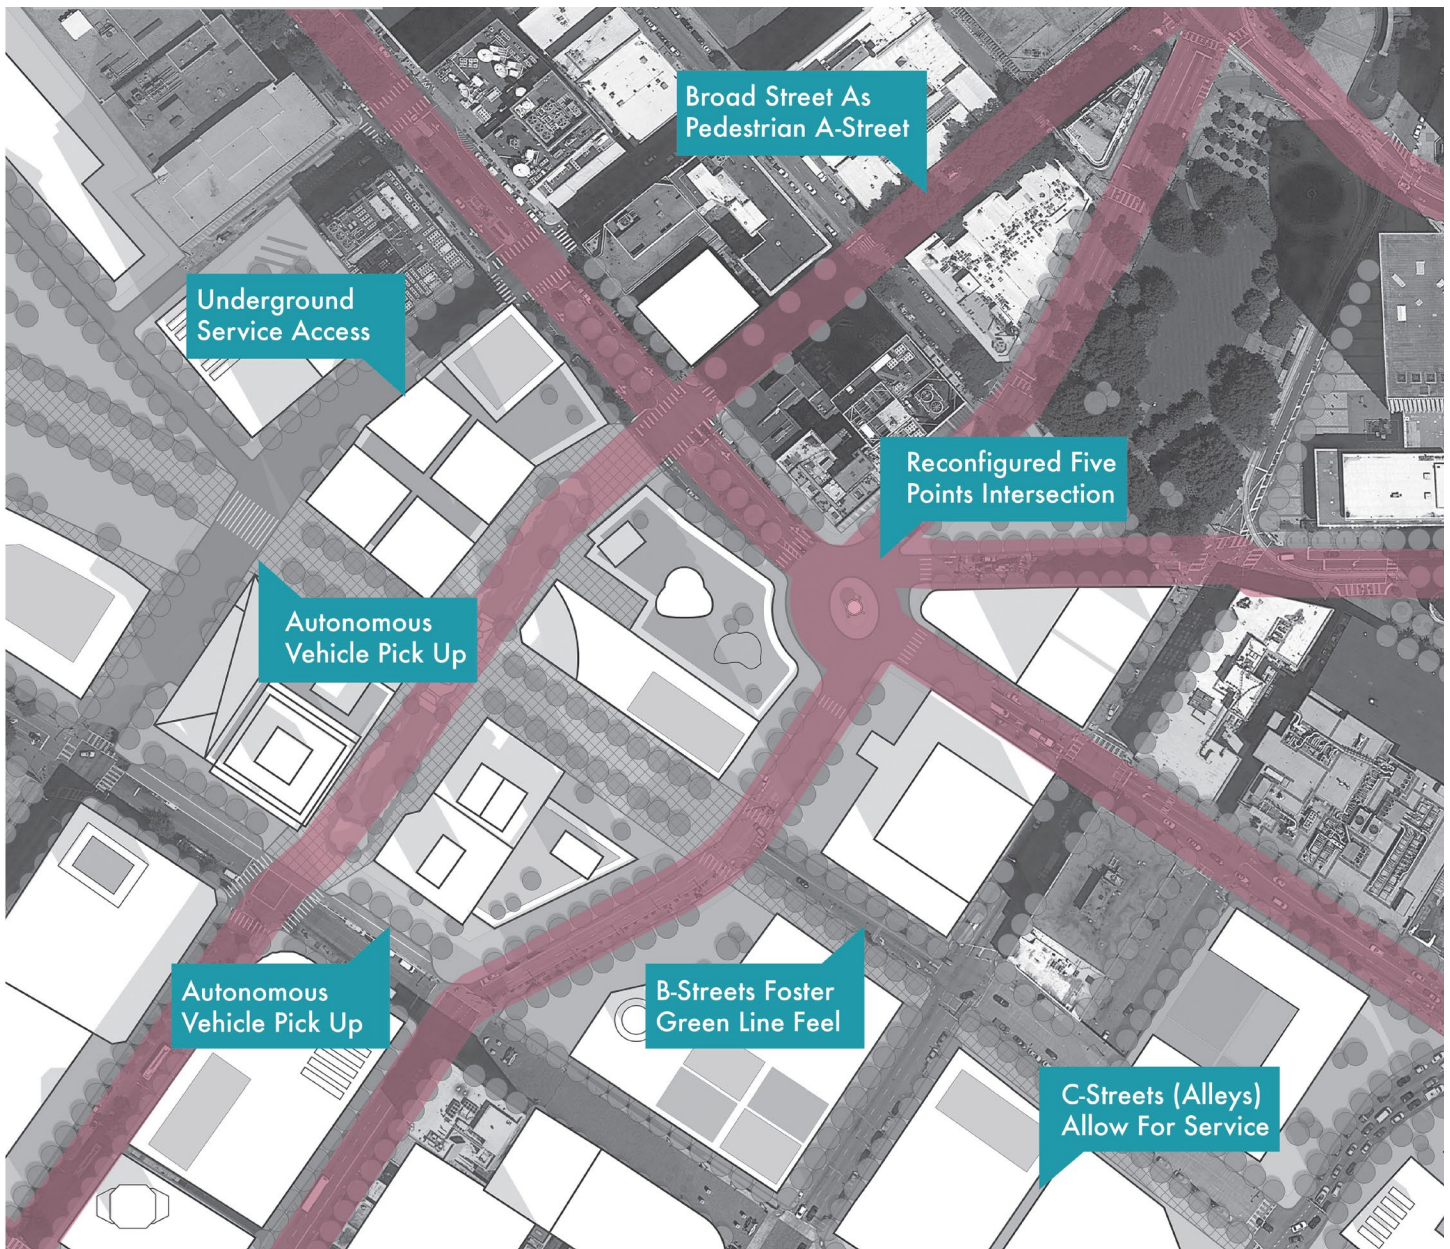 Broad Street As
Pedestrian A-Street
Underground
Service Access
Reconfigured Five
Points Intersection
Autonomous
Vehicle Pick Up
Autonomous
Vehicle Pick Up
B-Streets Foster
Green Line Feel
C-Streets (Alleys)
Allow For Service